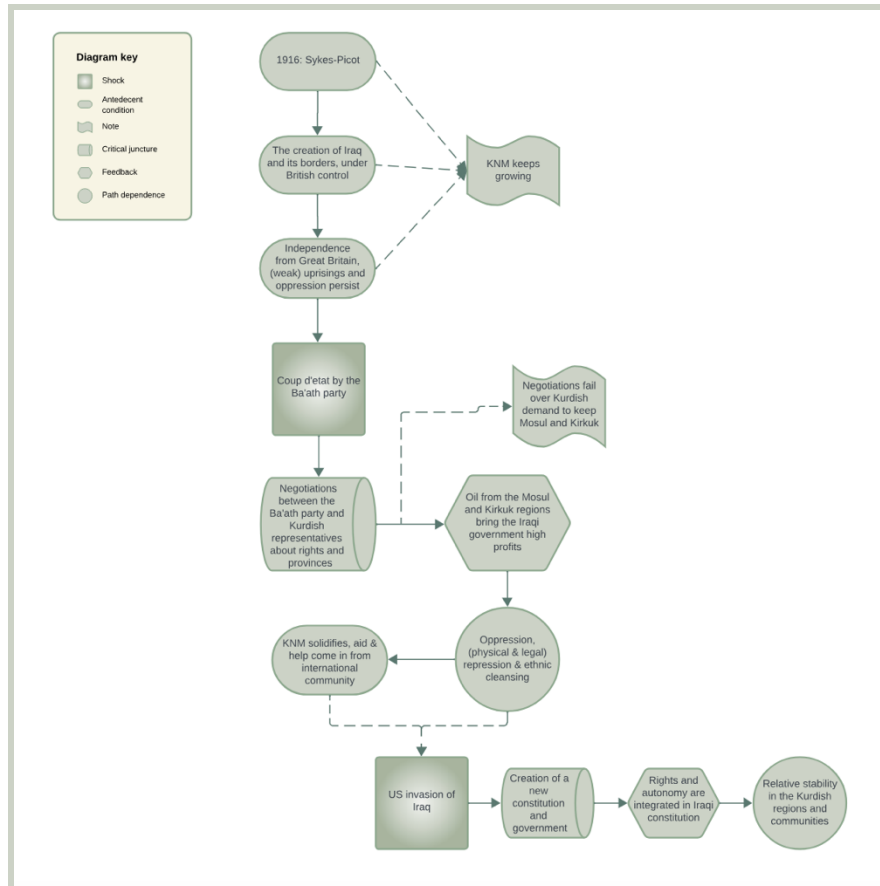 Diagram key
Shock
Antedecent
condition
Note
Critical juncture
Feedback
Path dependence
1916: Sykes-Picot
The creation of Iraq
and its borders, under
British control
KNM keeps
growing
Independence
from Great Britain,
(weak) uprisings and
oppression persist
Coup d'etat by the
Ba'ath party
Negotiations fail
over Kurdish
demand to keep
Mosul and Kirkuk
Negotiations
between the
Ba'ath party and
Kurdish
representatives
about rights and
provinces
Oil from the Mosul
and Kirkuk regions
bring the Iraqi
government high
profits
KNM solidifies, aid &
help come in from
international
community
Oppression,
(physical & legal)
repression & ethnic
cleansing
US invasion of
Iraq
Creation of a
new
constitution
and
government
Rights and
autonomy are
integrated in Iraqi
constitution
Relative stability
in the Kurdish
regions and
communities